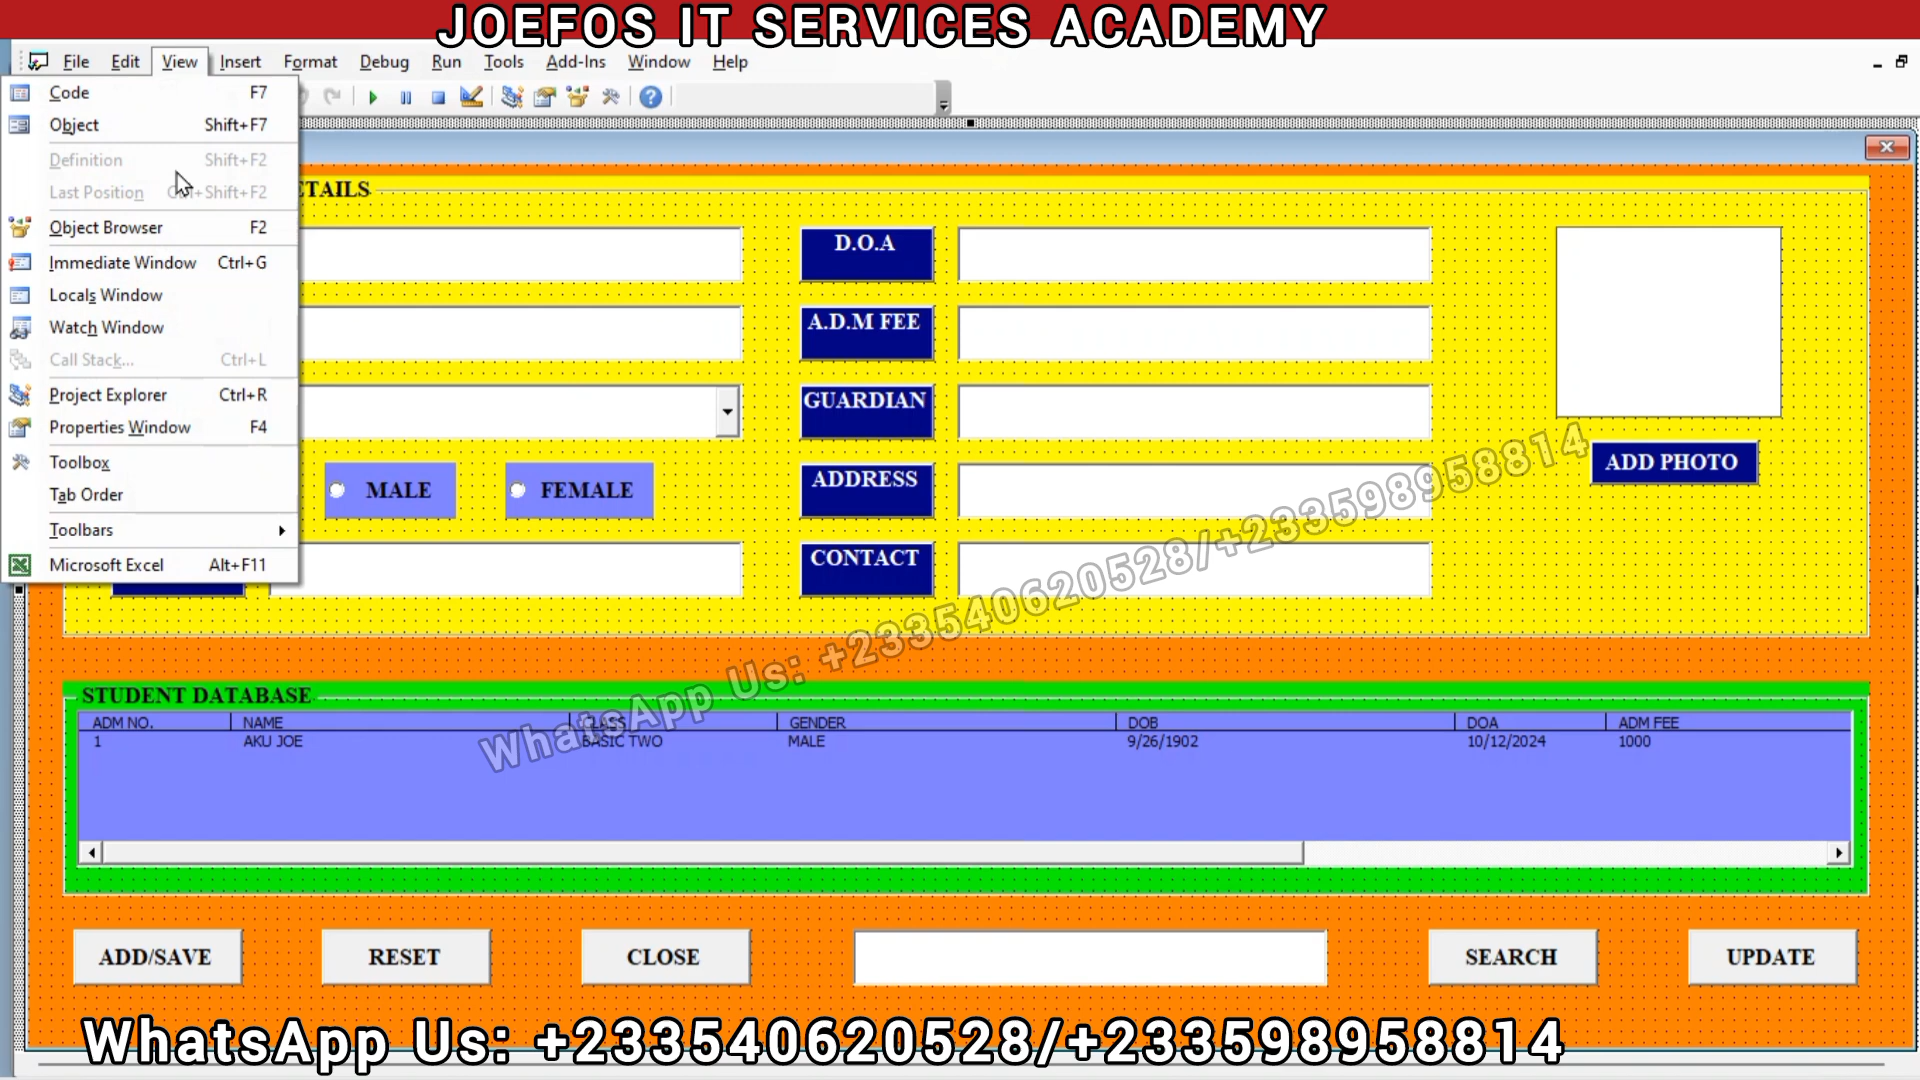 JOEFOS IT SERVICES ACADEMY
File Edit View Insert Format Debug Run Tools Add-Ins Window Help
Code F7
Object Shift+F7
Definition Shift+F2
Last Position Ctrl+Shift+F2
Object Browser F2
Immediate Window Ctrl+G
Locals Window
Watch Window
Call Stack... Ctrl+L
Project Explorer Ctrl+R
Properties Window F4
Toolbox
Tab Order
Toolbars
Microsoft Excel Alt+F11
ETAILS
D.O.A
A.D.M FEE
GUARDIAN
ADDRESS
CONTACT
MALE FEMALE
ADD PHOTO
WhatsApp Us: +233540620528/+233598958814
STUDENT DATABASE
ADM NO. NAME CLASS GENDER DOB DOA ADM FEE
1 AKU JOE BASIC TWO MALE 9/26/1902 10/12/2024 1000
ADD/SAVE RESET CLOSE SEARCH UPDATE
WhatsApp Us: +233540620528/+233598958814